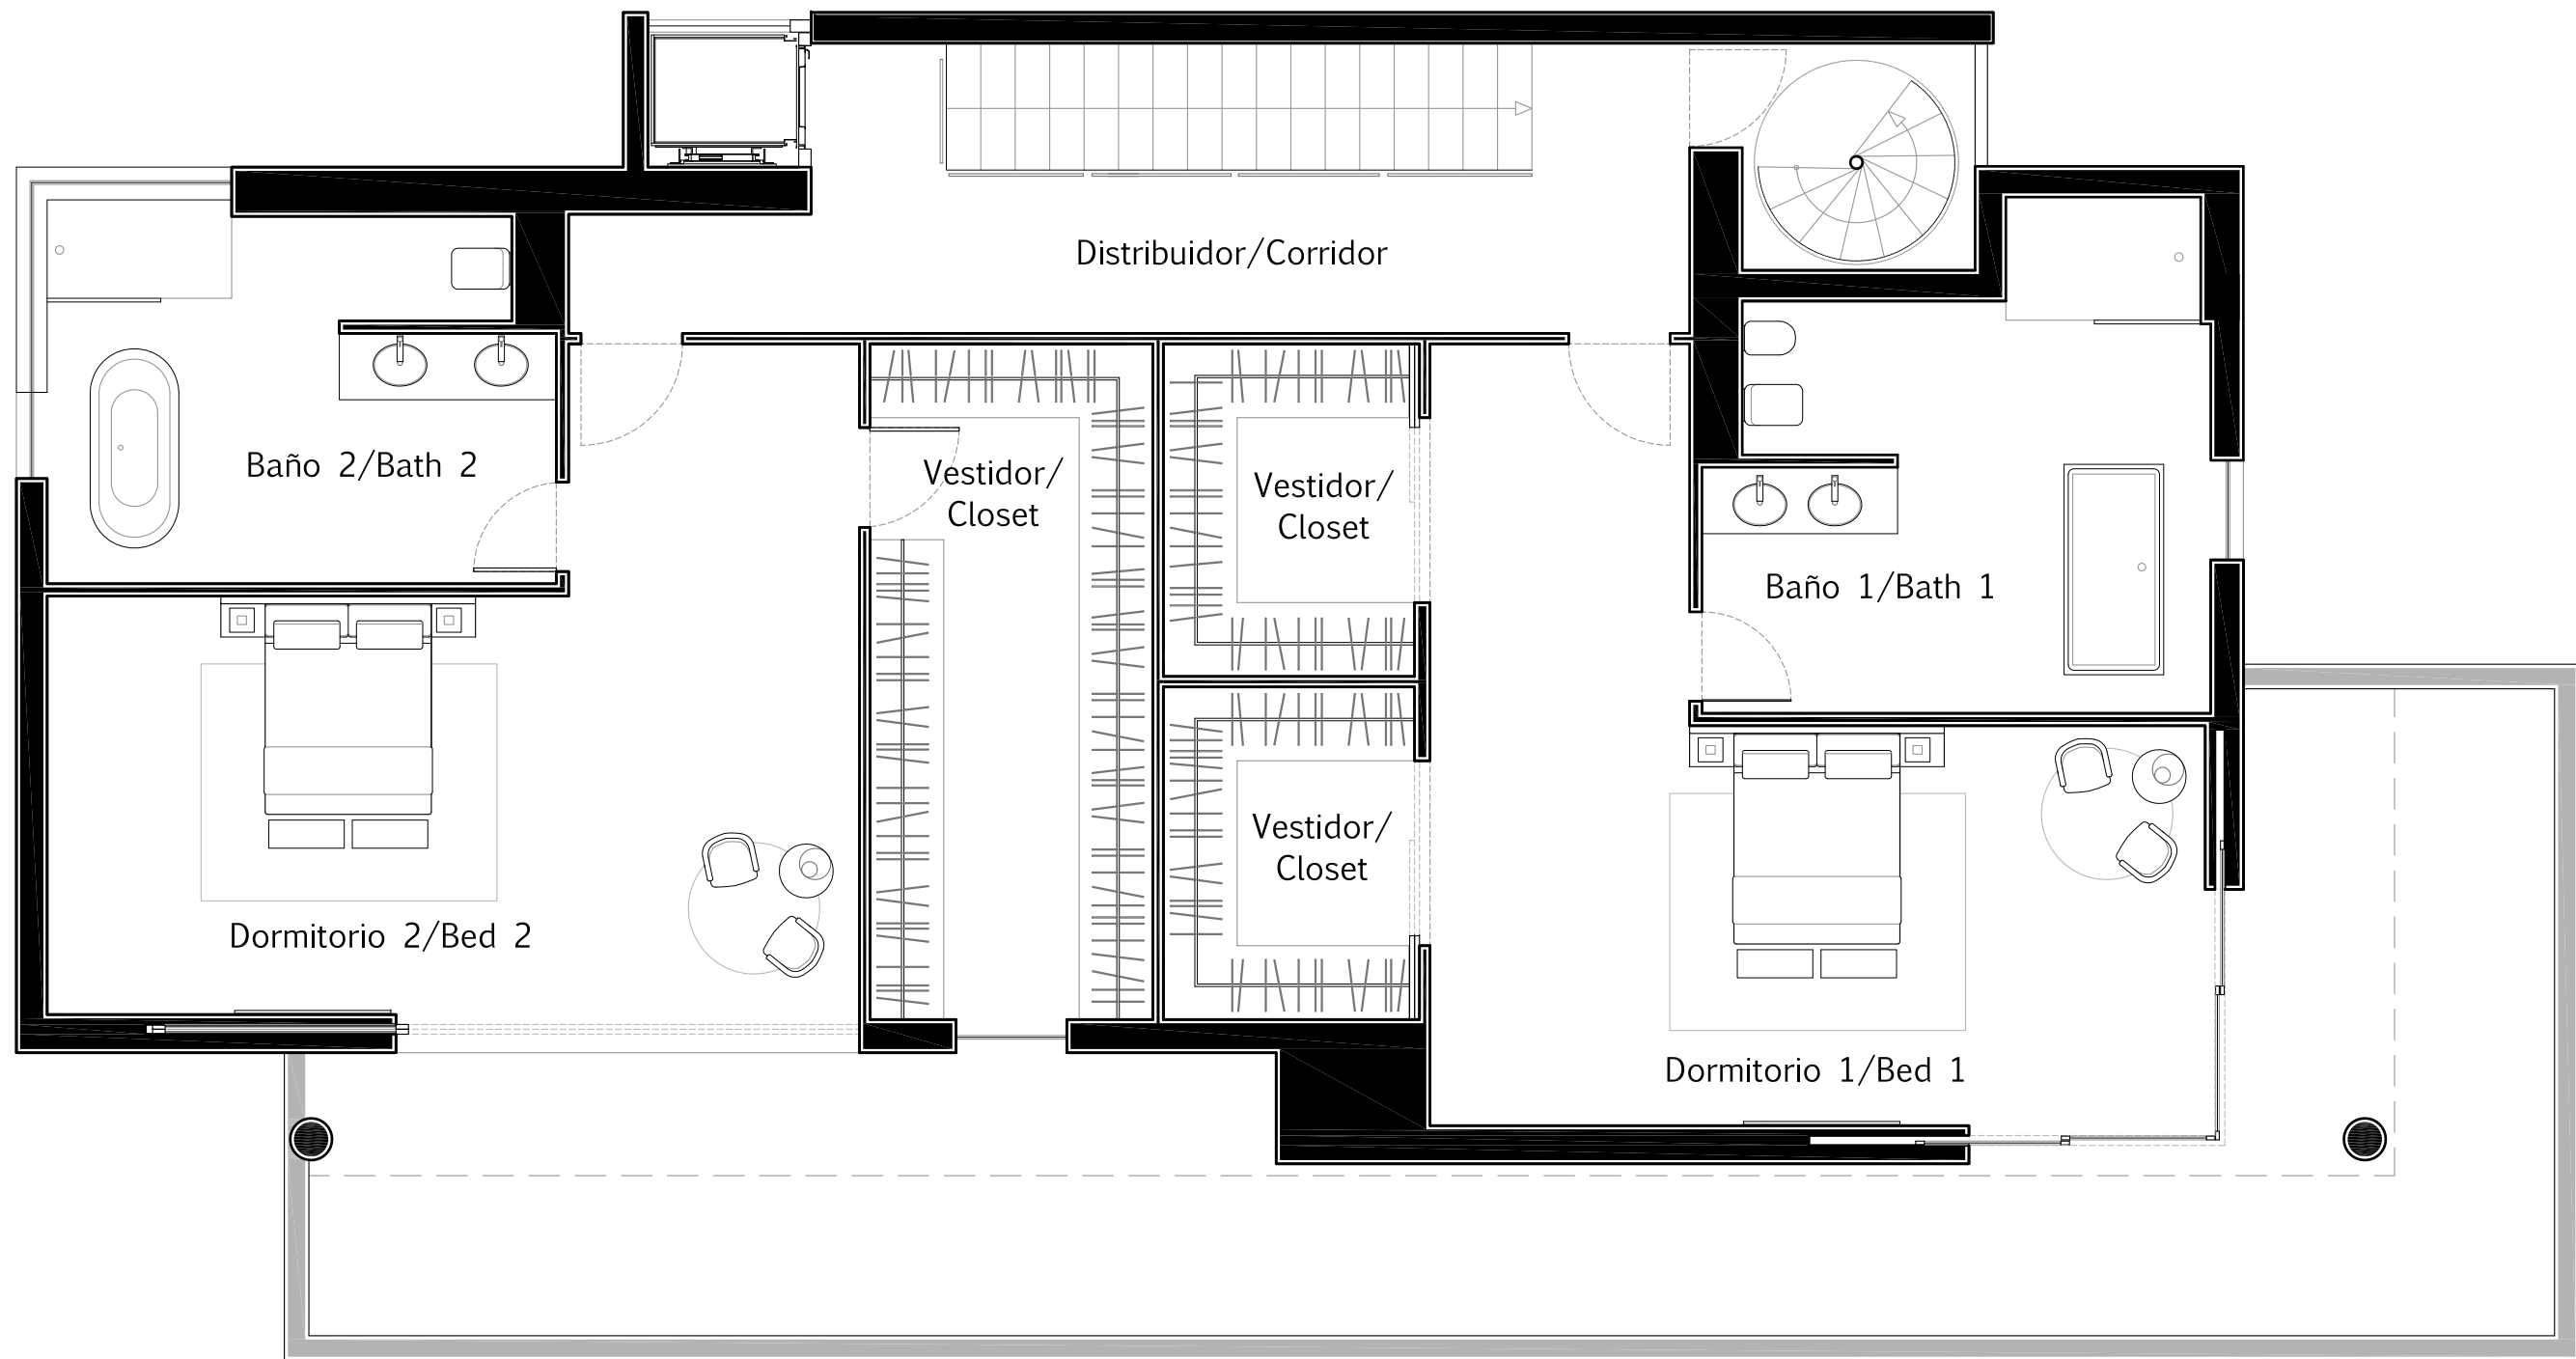 Distribuidor/Corridor
Baño 2/Bath 2
Vestidor/
Closet
Vestidor/
Closet
Baño 1/Bath 1
Vestidor/
Closet
Dormitorio 2/Bed 2
Dormitorio 1/Bed 1